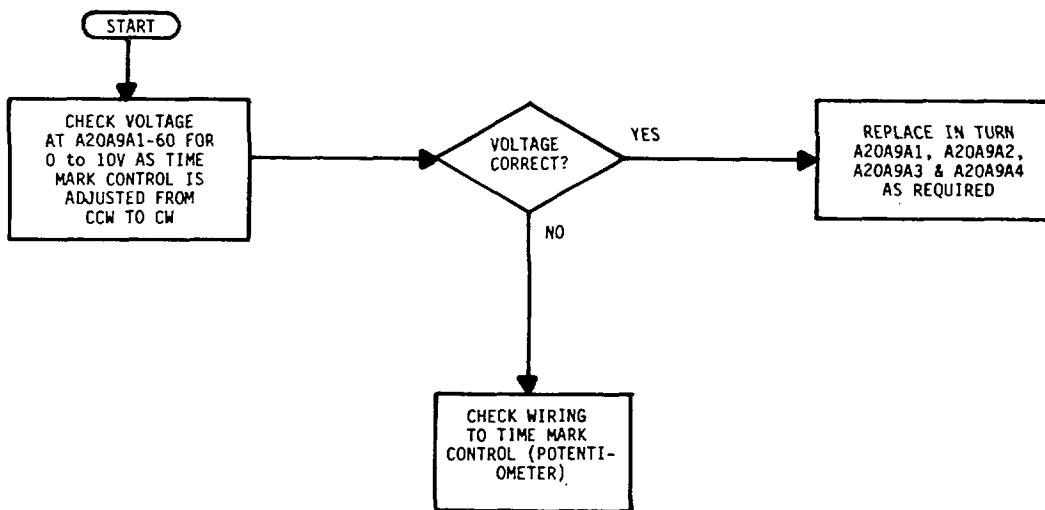 START
CHECK VOLTAGE
AT A20A9A1-60 FOR
0 to 10V AS TIME
MARK CONTROL IS
ADJUSTED FROM
CCW TO CW
VOLTAGE
CORRECT?
YES
REPLACE IN TURN
A20A9A1, A20A9A2,
A20A9A3 & A20A9A4
AS REQUIRED
NO
CHECK WIRING
TO TIME MARK
CONTROL (POTENTI-
OMETER)